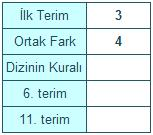 İlk Terim 3
Ortak Fark 4
Dizinin Kuralı
6. terim
11. terim